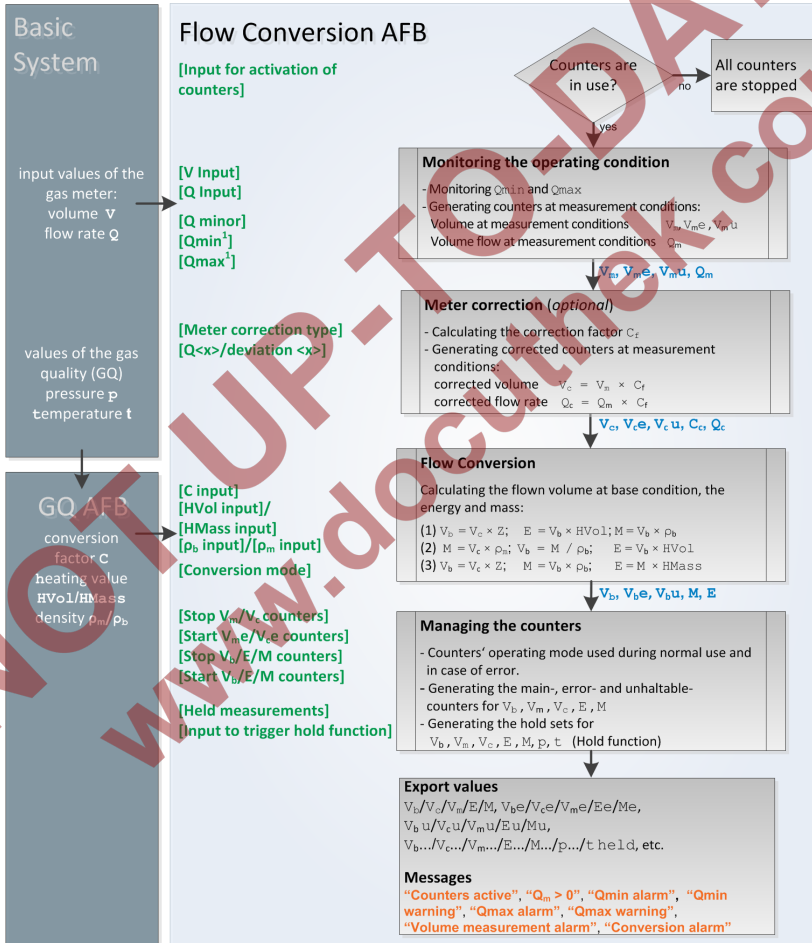 Basic
System
input values of the
gas meter:
volume V
flow rate Q
values of the gas
quality (GQ)
pressure p
temperature t
GQ AFB
conversion
factor C
heating value
HVol/HMass
density ρm/ρb
Flow Conversion AFB
[Input for activation of
counters]
[V Input]
[Q Input]
[Q minor]
[Qmin¹]
[Qmax¹]
[Meter correction type]
[Q<x>/deviation <x>]
[C input]
[HVol input]/
[HMass input]
[ρb input]/[ρm input]
[Conversion mode]
[Stop Vm/Vc counters]
[Start Vme/Vce counters]
[Stop Vb/E/M counters]
[Start Vb/E/M counters]
[Held measurements]
[Input to trigger hold function]
Counters are
in use?
no
yes
All counters
are stopped
Monitoring the operating condition
- Monitoring Qmin and Qmax
- Generating counters at measurement conditions:
Volume at measurement conditions Vm,Vme,Vmu
Volume flow at measurement conditions Qm
Vm, Vme, Vmu, Qm
Meter correction (optional)
- Calculating the correction factor Cf
- Generating corrected counters at measurement
conditions:
corrected volume Vc = Vm × Cf
corrected flow rate Qc = Qm × Cf
Vc, Vce, Vcu, Cc, Qc
Flow Conversion
Calculating the flown volume at base condition, the
energy and mass:
(1) Vb = Vc × Z; E = Vb × HVol; M = Vb × ρb
(2) M = Vc × ρm; Vb = M / ρb; E = Vb × HVol
(3) Vb = Vc × Z; M = Vb × ρb; E = M × HMass
Vb, Vbe, Vbu, M, E
Managing the counters
- Counters‘ operating mode used during normal use and
in case of error.
- Generating the main-, error- and unhaltable-
counters for Vb, Vm, Vc, E, M
- Generating the hold sets for
Vb, Vm, Vc, E, M, p, t (Hold function)
Export values
Vb/Vc/Vm/E/M, Vbe/Vce/Vme/Ee/Me,
Vbu/Vcu/Vmu/Eu/Mu,
Vb.../Vc.../Vm.../E.../M.../p.../t held, etc.
Messages
“Counters active”, “Qm > 0”, “Qmin alarm”, “Qmin
warning”, “Qmax alarm”, “Qmax warning”,
“Volume measurement alarm”, “Conversion alarm”
NOT UP-TO-DAT
www.docuthek.co